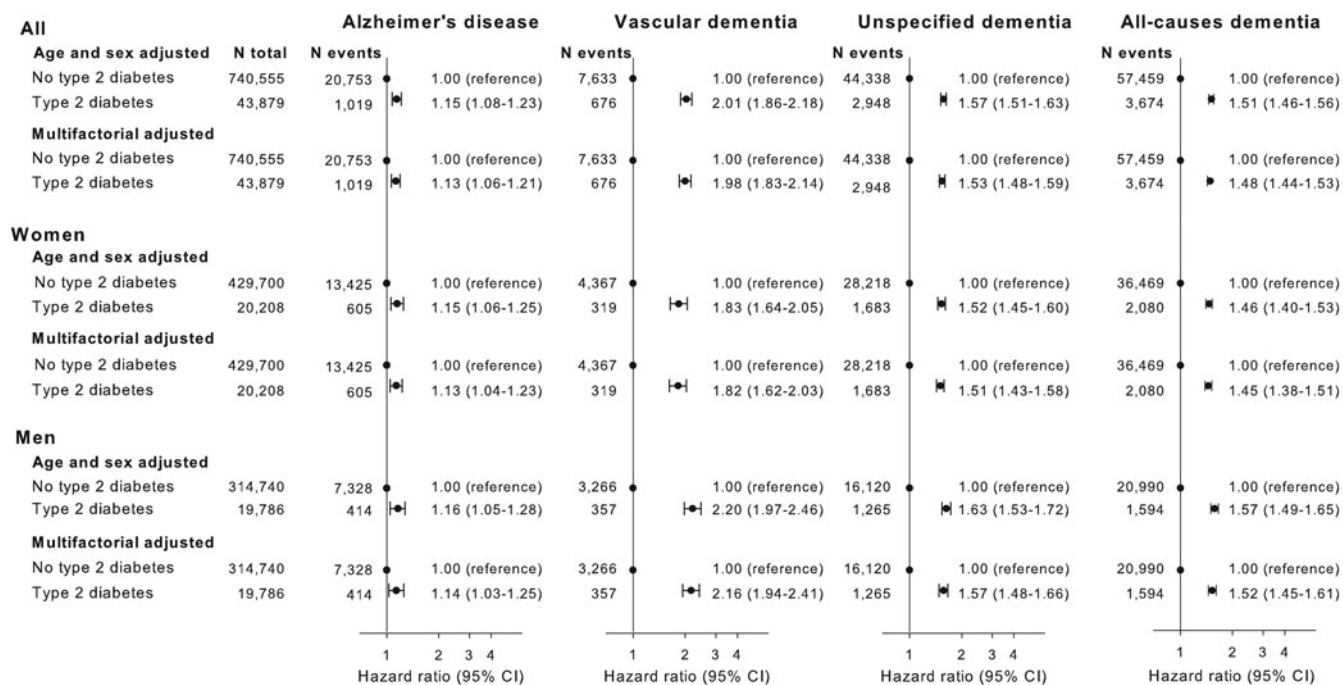 Alzheimer's disease Vascular dementia Unspecified dementia All-causes dementia
All
Age and sex adjusted N total N events N events N events N events
No type 2 diabetes 740,555 20,753 1.00 (reference) 7,633 1.00 (reference) 44,338 1.00 (reference) 57,459 1.00 (reference)
Type 2 diabetes 43,879 1,019 1.15 (1.08-1.23) 676 2.01 (1.86-2.18) 2,948 1.57 (1.51-1.63) 3,674 1.51 (1.46-1.56)
Multifactorial adjusted
No type 2 diabetes 740,555 20,753 1.00 (reference) 7,633 1.00 (reference) 44,338 1.00 (reference) 57,459 1.00 (reference)
Type 2 diabetes 43,879 1,019 1.13 (1.06-1.21) 676 1.98 (1.83-2.14) 2,948 1.53 (1.48-1.59) 3,674 1.48 (1.44-1.53)
Women
Age and sex adjusted
No type 2 diabetes 429,700 13,425 1.00 (reference) 4,367 1.00 (reference) 28,218 1.00 (reference) 36,469 1.00 (reference)
Type 2 diabetes 20,208 605 1.15 (1.06-1.25) 319 1.83 (1.64-2.05) 1,683 1.52 (1.45-1.60) 2,080 1.46 (1.40-1.53)
Multifactorial adjusted
No type 2 diabetes 429,700 13,425 1.00 (reference) 4,367 1.00 (reference) 28,218 1.00 (reference) 36,469 1.00 (reference)
Type 2 diabetes 20,208 605 1.13 (1.04-1.23) 319 1.82 (1.62-2.03) 1,683 1.51 (1.43-1.58) 2,080 1.45 (1.38-1.51)
Men
Age and sex adjusted
No type 2 diabetes 314,740 7,328 1.00 (reference) 3,266 1.00 (reference) 16,120 1.00 (reference) 20,990 1.00 (reference)
Type 2 diabetes 19,786 414 1.16 (1.05-1.28) 357 2.20 (1.97-2.46) 1,265 1.63 (1.53-1.72) 1,594 1.57 (1.49-1.65)
Multifactorial adjusted
No type 2 diabetes 314,740 7,328 1.00 (reference) 3,266 1.00 (reference) 16,120 1.00 (reference) 20,990 1.00 (reference)
Type 2 diabetes 19,786 414 1.14 (1.03-1.25) 357 2.16 (1.94-2.41) 1,265 1.57 (1.48-1.66) 1,594 1.52 (1.45-1.61)
1 2 3 4 1 2 3 4 1 2 3 4 1 2 3 4
Hazard ratio (95% CI) Hazard ratio (95% CI) Hazard ratio (95% CI) Hazard ratio (95% CI)